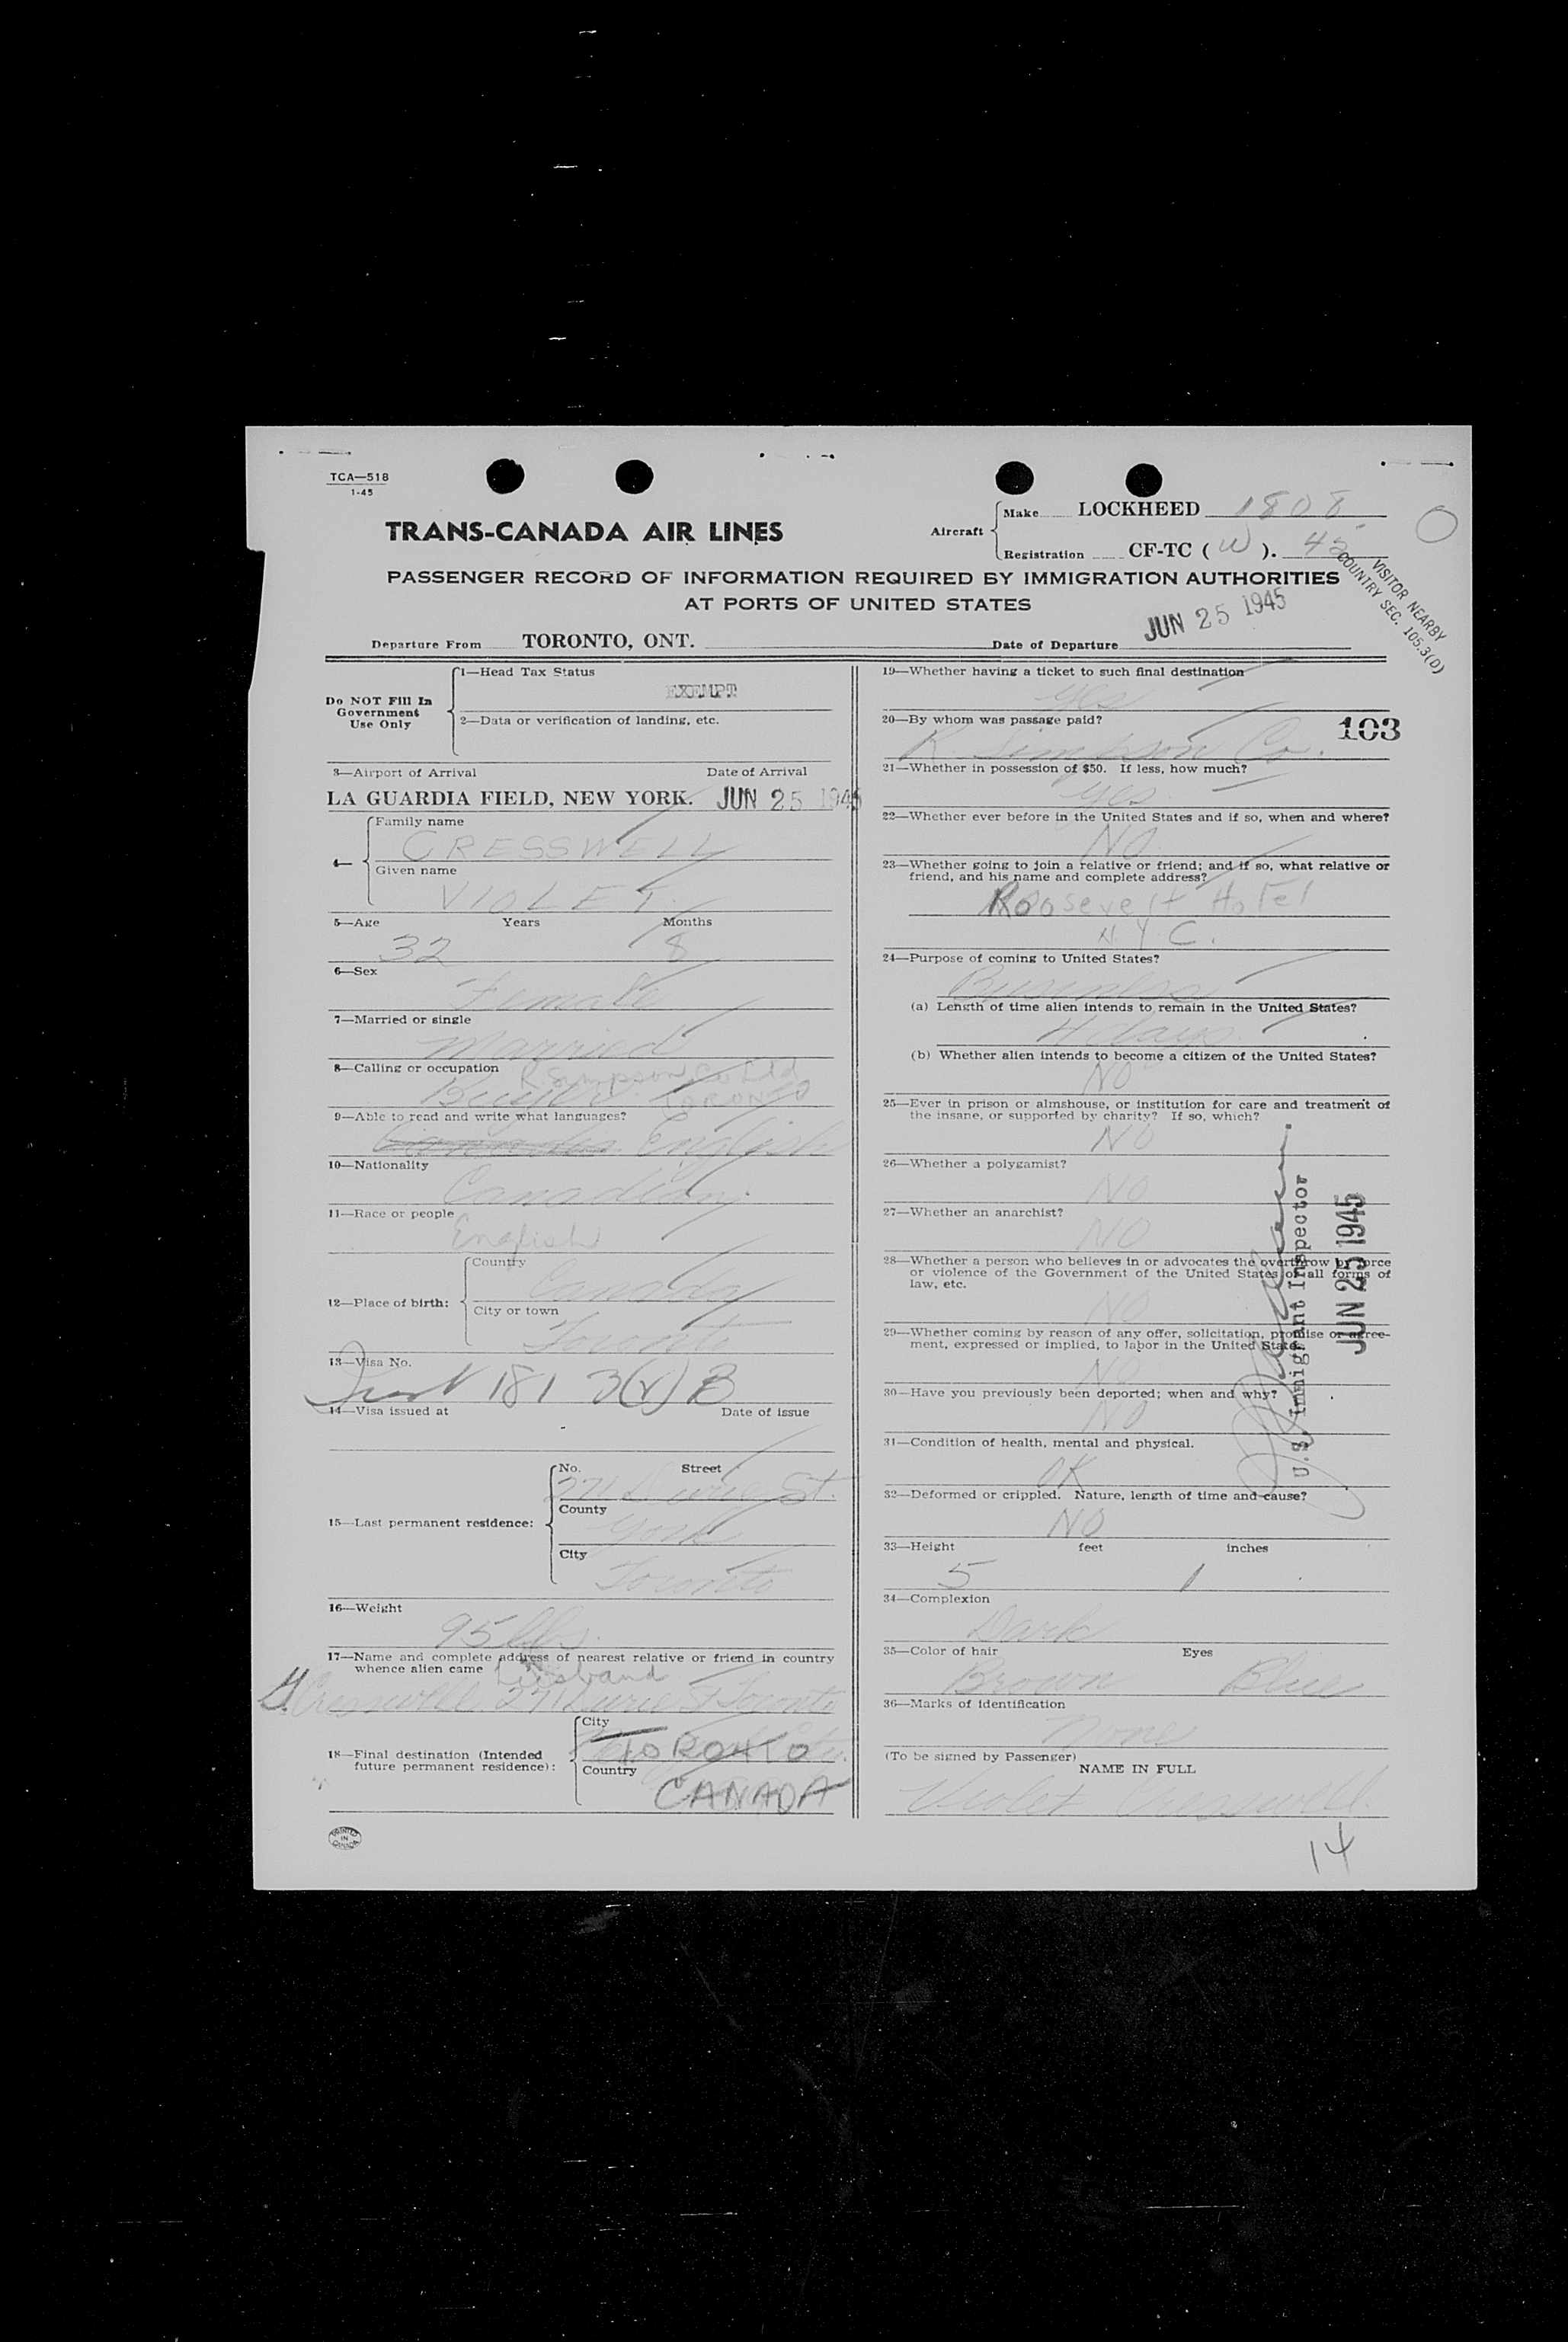 TCA—518
1-45
TRANS-CANADA AIR LINES
Aircraft
Make LOCKHEED 1808
Registration CF-TC ( W ). 45
PASSENGER RECORD OF INFORMATION REQUIRED BY IMMIGRATION AUTHORITIES
AT PORTS OF UNITED STATES
VISITOR NEARBY
COUNTRY SEC. 105.3(D)
Departure From TORONTO, ONT. Date of Departure JUN 25 1945
Do NOT Fill In
Government
Use Only
1—Head Tax Status
EXEMPT
2—Data or verification of landing, etc.
3—Airport of Arrival Date of Arrival
LA GUARDIA FIELD, NEW YORK. JUN 25 1945
4—
Family name
CRESSWELL
Given name
VIOLET.
5—Age Years Months
32 8
6—Sex
Female
7—Married or single
Married
8—Calling or occupation R Simpson Co Ltd
Buyer TORONTO
9—Able to read and write what languages?
English
10—Nationality
Canadian.
11—Race or people
English
12—Place of birth:
Country
Canada
City or town
Toronto
13—Visa No.
181 3(V) B
14—Visa issued at Date of issue
15—Last permanent residence:
No. Street
271 Durie St.
County
York
City
Toronto
16—Weight
95 lbs.
17—Name and complete address of nearest relative or friend in country
whence alien came Husband
G. Cresswell. 271 Durie St Toronto
18—Final destination (Intended
future permanent residence):
City
TORONTO
Country
CANADA
PRINTED
IN
CANADA
19—Whether having a ticket to such final destination
Yes
20—By whom was passage paid?
103
R. Simpson Co.
21—Whether in possession of $50. If less, how much?
Yes
22—Whether ever before in the United States and if so, when and where?
NO
23—Whether going to join a relative or friend; and if so, what relative or
friend, and his name and complete address?
Roosevelt Hotel
N.Y.C.
24—Purpose of coming to United States?
Business
(a) Length of time alien intends to remain in the United States?
4 days
(b) Whether alien intends to become a citizen of the United States?
NO
25—Ever in prison or almshouse, or institution for care and treatment of
the insane, or supported by charity? If so, which?
NO
26—Whether a polygamist?
NO
27—Whether an anarchist?
NO
28—Whether a person who believes in or advocates the overthrow by force
or violence of the Government of the United States or all forms of
law, etc.
NO
29—Whether coming by reason of any offer, solicitation, promise or agree-
ment, expressed or implied, to labor in the United States.
NO
30—Have you previously been deported; when and why?
NO
31—Condition of health, mental and physical.
OK
32—Deformed or crippled. Nature, length of time and cause?
NO
33—Height feet inches
5 1
34—Complexion
Dark
35—Color of hair Eyes
Brown Blue
36—Marks of identification
None
(To be signed by Passenger)
NAME IN FULL
Violet Cresswell.
14
U.S. Immigrant Inspector
JUN 25 1945